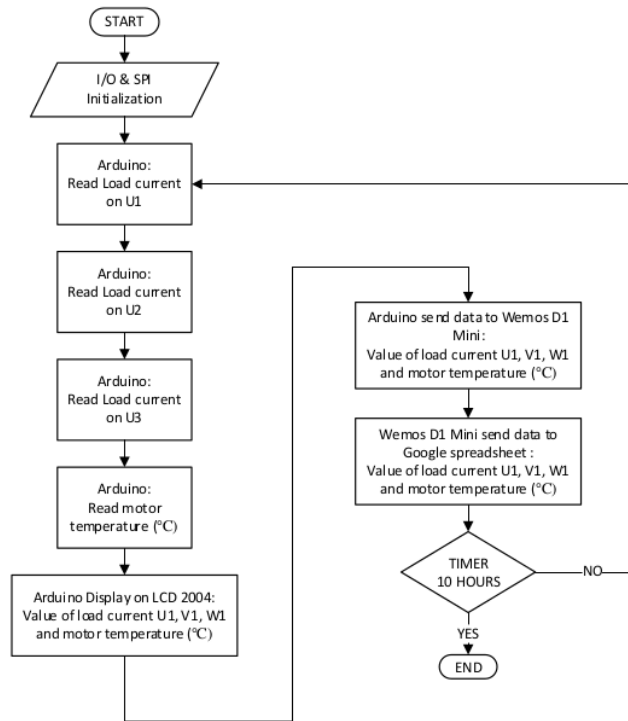 START
I/O & SPI
Initialization
Arduino:
Read Load current
on U1
Arduino:
Read Load current
on U2
Arduino:
Read Load current
on U3
Arduino:
Read motor
temperature (°C)
Arduino Display on LCD 2004:
Value of load current U1, V1, W1
and motor temperature (°C)
Arduino send data to Wemos D1
Mini:
Value of load current U1, V1, W1
and motor temperature (°C)
Wemos D1 Mini send data to
Google spreadsheet :
Value of load current U1, V1, W1
and motor temperature (°C)
TIMER
10 HOURS
NO
YES
END